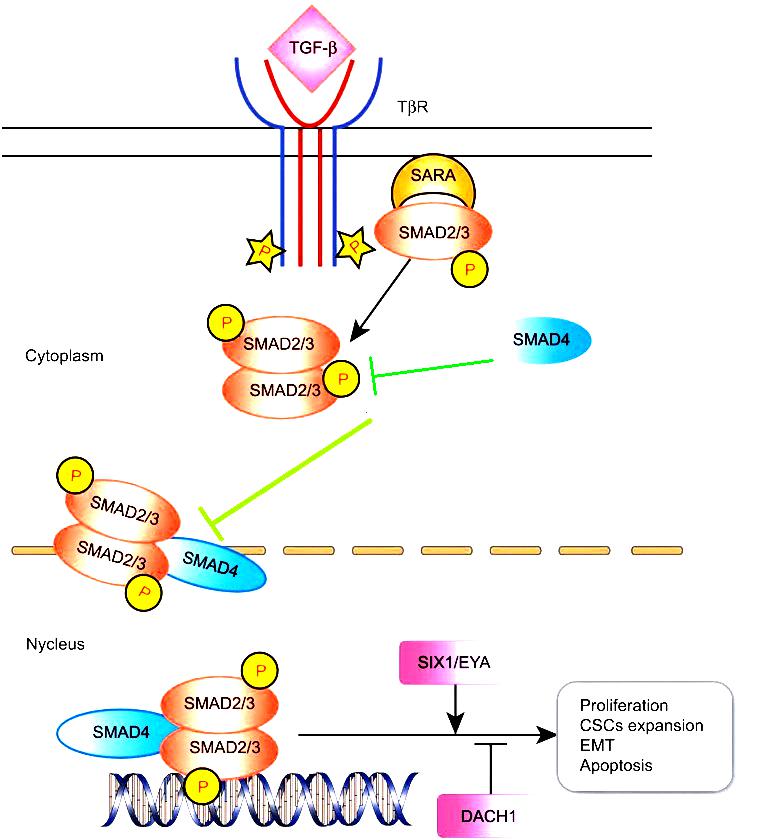 TGF-β
TβR
SARA
SMAD2/3
P
P
P
P
SMAD2/3
SMAD4
Cytoplasm
SMAD2/3
P
P
SMAD2/3
SMAD2/3
SMAD4
P
Nycleus
P
SIX1/EYA
SMAD2/3
SMAD4
SMAD2/3
P
Proliferation
CSCs expansion
EMT
Apoptosis
DACH1